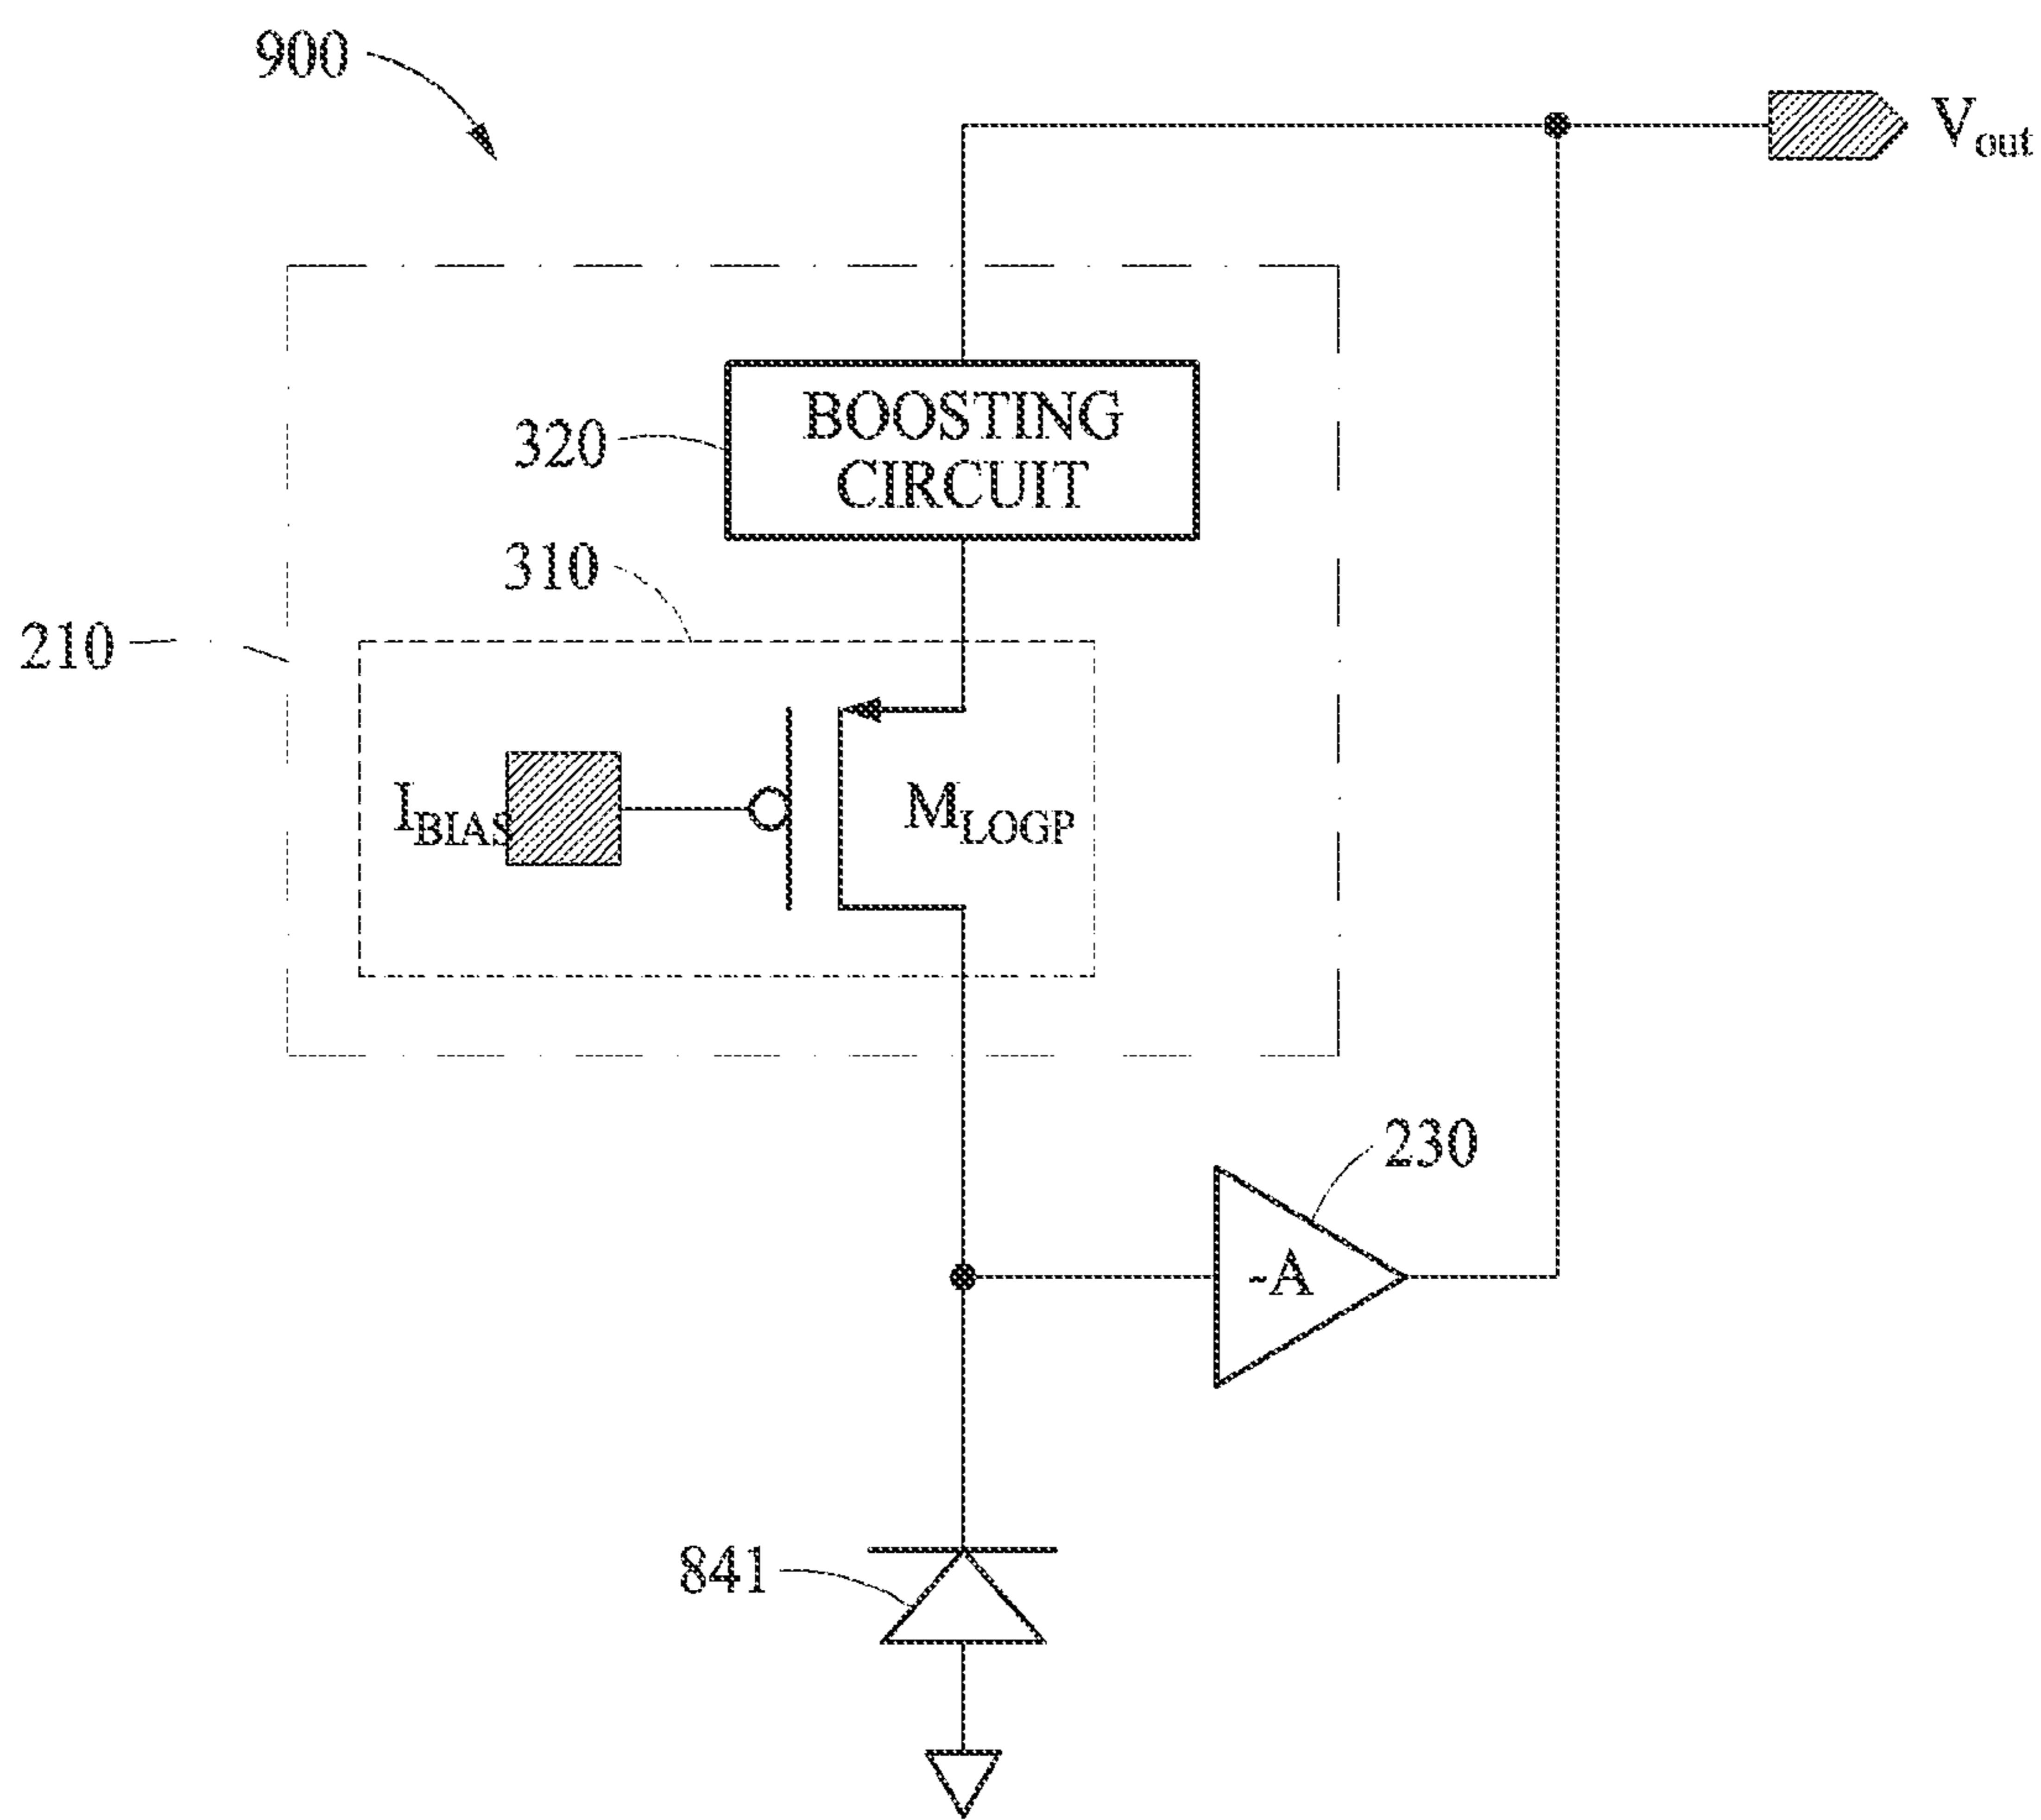 900
Vout
BOOSTING
CIRCUIT
320
310
210
IBIAS
MLOGP
230
-A
841